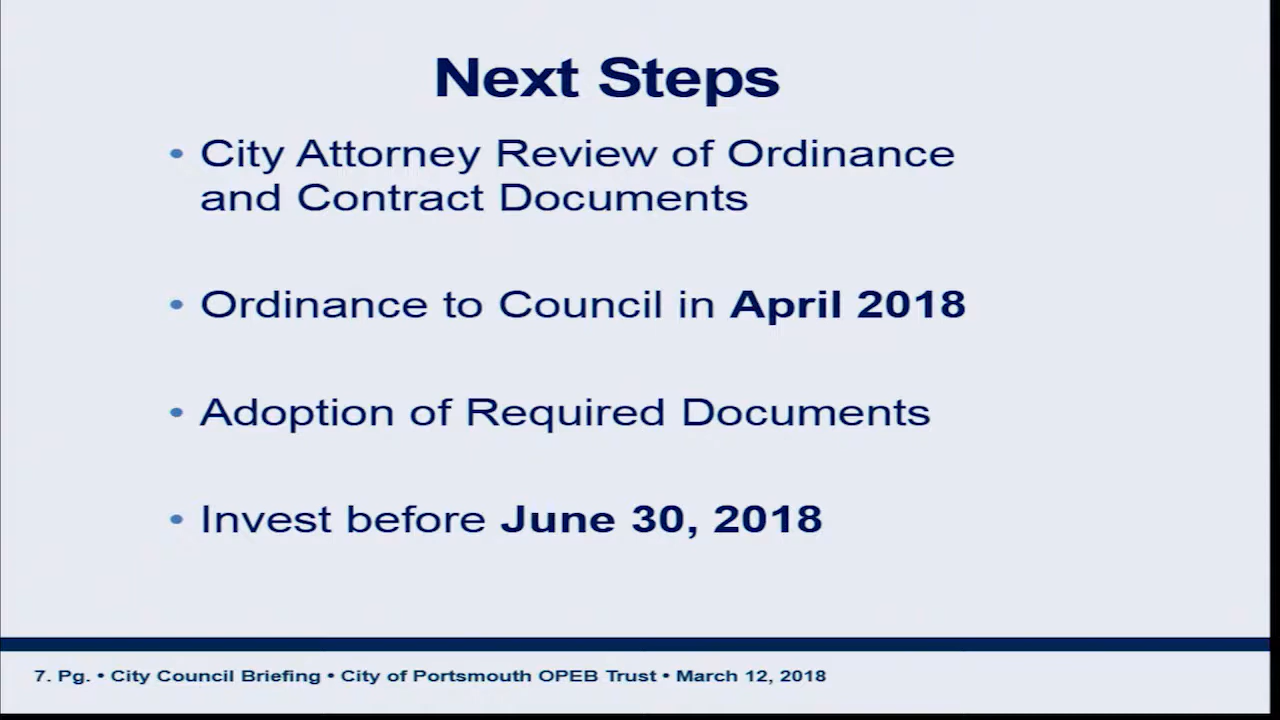 Next Steps
• City Attorney Review of Ordinance
and Contract Documents
• Ordinance to Council in April 2018
• Adoption of Required Documents
• Invest before June 30, 2018
7. Pg. • City Council Briefing • City of Portsmouth OPEB Trust • March 12, 2018